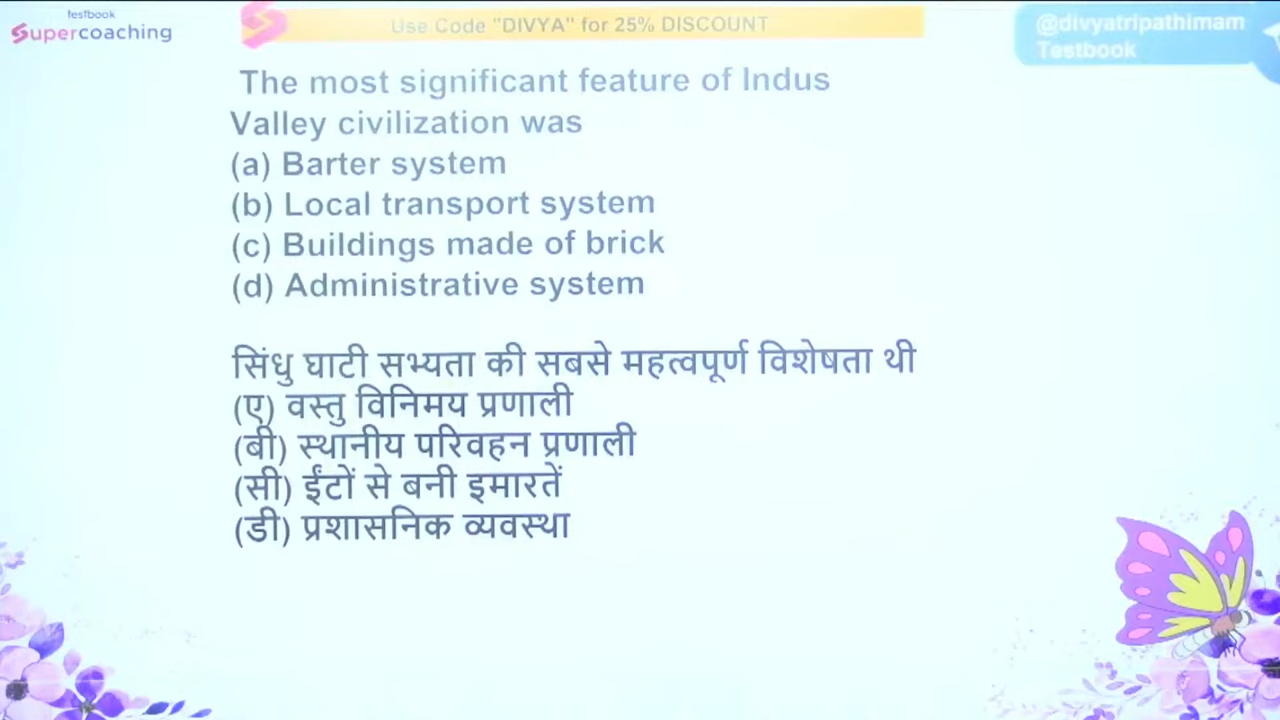 testbook
Supercoaching
Use Code "DIVYA" for 25% DISCOUNT
@divyatripathimam
Testbook
The most significant feature of Indus
Valley civilization was
(a) Barter system
(b) Local transport system
(c) Buildings made of brick
(d) Administrative system
सिंधु घाटी सभ्यता की सबसे महत्वपूर्ण विशेषता थी
(ए) वस्तु विनिमय प्रणाली
(बी) स्थानीय परिवहन प्रणाली
(सी) ईंटों से बनी इमारतें
(डी) प्रशासनिक व्यवस्था